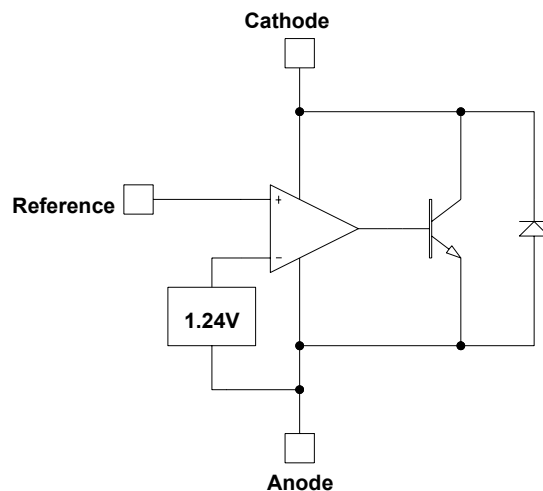 Cathode
Reference
+
−
1.24V
Anode